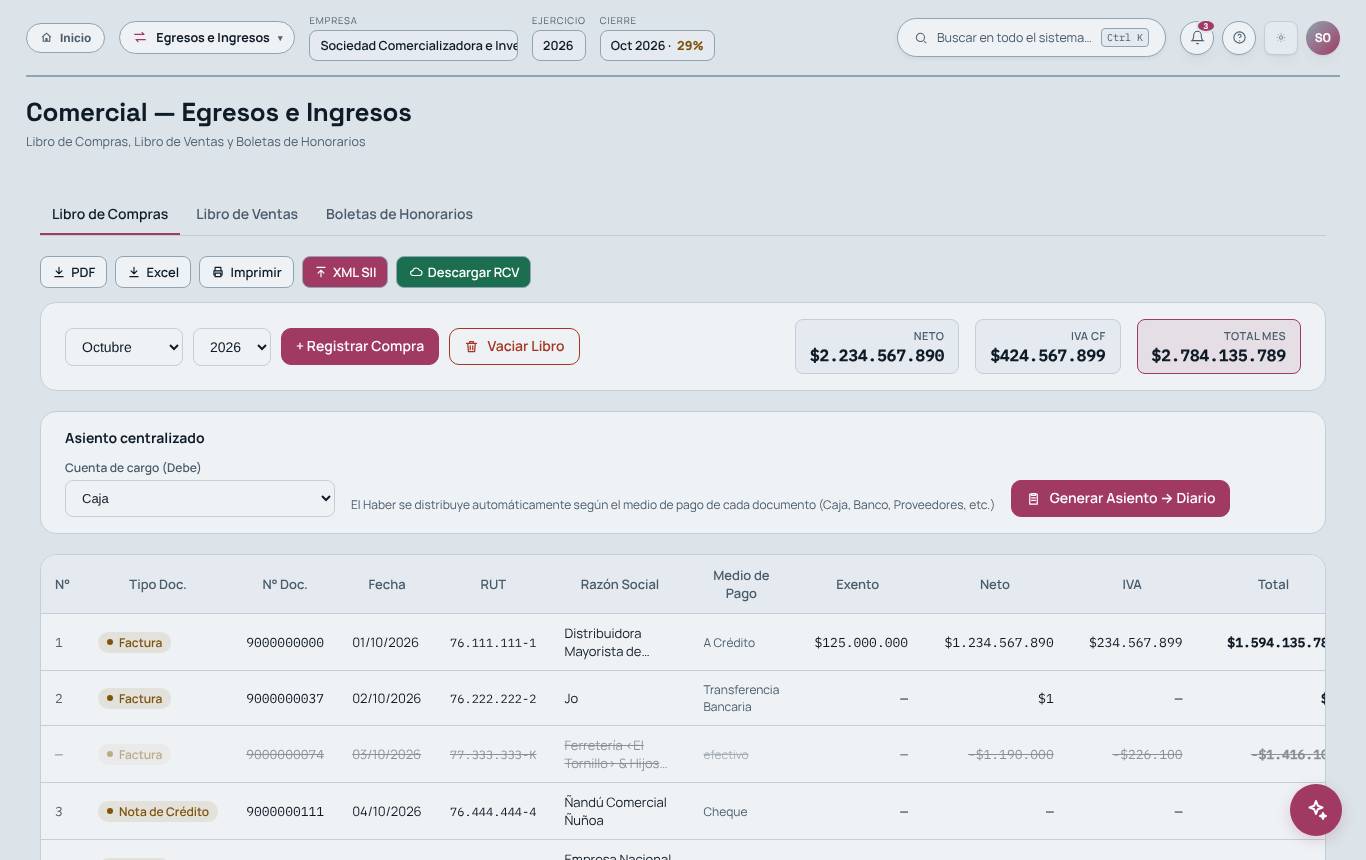 Inicio
Egresos e Ingresos
EMPRESA
Sociedad Comercializadora e Inve
EJERCICIO
2026
CIERRE
Oct 2026 · 29%
Buscar en todo el sistema...
Ctrl K
3
SO
Comercial — Egresos e Ingresos
Libro de Compras, Libro de Ventas y Boletas de Honorarios
Libro de Compras
Libro de Ventas
Boletas de Honorarios
PDF
Excel
Imprimir
XML SII
Descargar RCV
Octubre
2026
+ Registrar Compra
Vaciar Libro
NETO
$2.234.567.890
IVA CF
$424.567.899
TOTAL MES
$2.784.135.789
Asiento centralizado
Cuenta de cargo (Debe)
Caja
El Haber se distribuye automáticamente según el medio de pago de cada documento (Caja, Banco, Proveedores, etc.)
Generar Asiento → Diario
N° Tipo Doc. N° Doc. Fecha RUT Razón Social Medio de Pago Exento Neto IVA Total
1 Factura 9000000000 01/10/2026 76.111.111-1 Distribuidora Mayorista de... A Crédito $125.000.000 $1.234.567.890 $234.567.899 $1.594.135.78
2 Factura 9000000037 02/10/2026 76.222.222-2 Jo Transferencia Bancaria — $1 — $
— Factura 9000000074 03/10/2026 77.333.333-K Ferretería <El Tornillo> & Hijos... efectivo — -$1.190.000 -$226.100 -$1.416.10
3 Nota de Crédito 9000000111 04/10/2026 76.444.444-4 Ñandú Comercial Ñuñoa Cheque — — —
Empresa Nacional